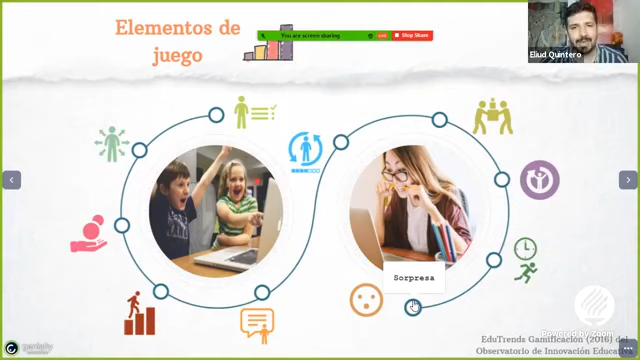 Elementos de
juego
You are screen sharing
Stop Share
Eliud Quintero
Sorpresa
Powered by Zoom
genially
EduTrends Gamificación (2016) del
Observatorio de Innovación Educativa